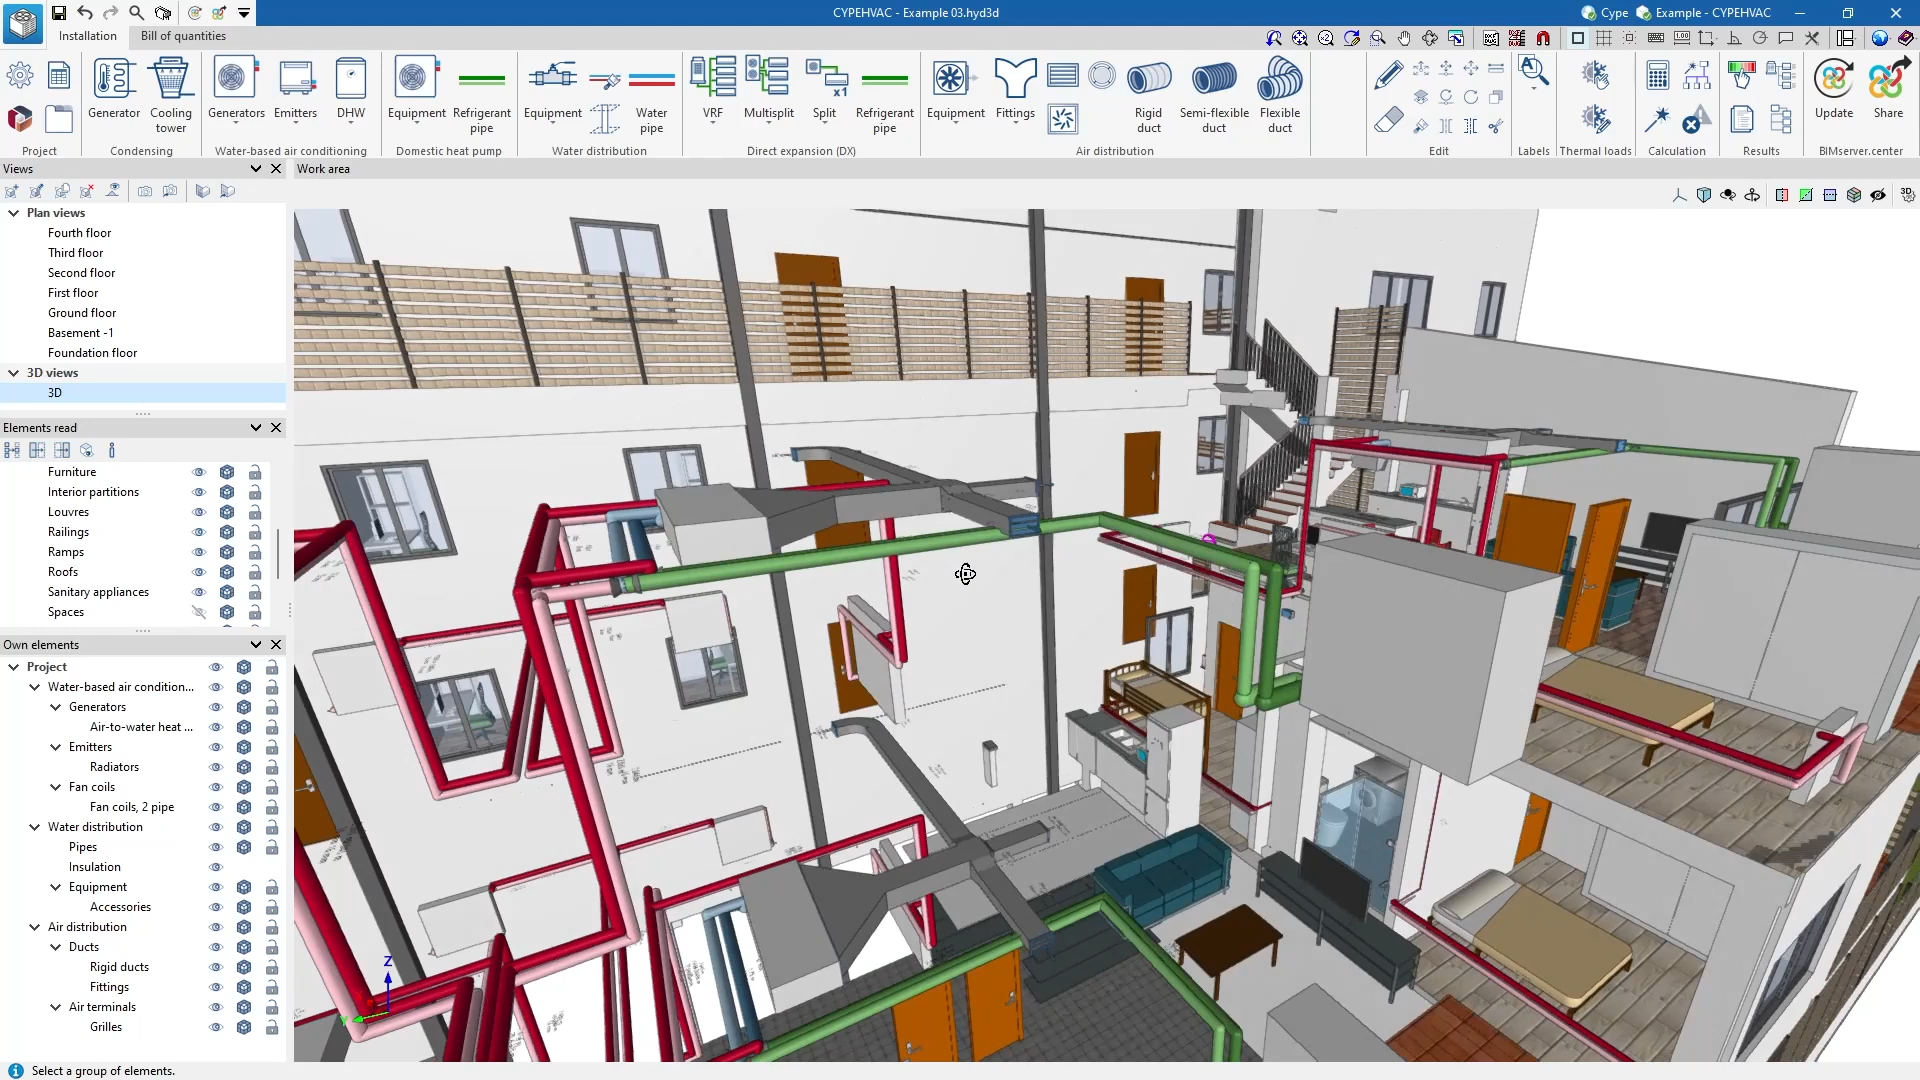 CYPEHVAC - Example 03.hyd3d
Cype
Example - CYPEHVAC
Installation
Bill of quantities
Generator
Cooling
tower
Generators
Emitters
DHW
Equipment
Refrigerant
pipe
Equipment
Water
pipe
VRF
Multisplit
Split
x1
Refrigerant
pipe
Equipment
Fittings
Rigid
duct
Semi-flexible
duct
Flexible
duct
Update
Share
Project
Condensing
Water-based air conditioning
Domestic heat pump
Water distribution
Direct expansion (DX)
Air distribution
Edit
Labels
Thermal loads
Calculation
Results
BIMserver.center
Views
Work area
Plan views
Fourth floor
Third floor
Second floor
First floor
Ground floor
Basement -1
Foundation floor
3D views
3D
Elements read
Furniture
Interior partitions
Louvres
Railings
Ramps
Roofs
Sanitary appliances
Spaces
Own elements
Project
Water-based air condition...
Generators
Air-to-water heat ...
Emitters
Radiators
Fan coils
Fan coils, 2 pipe
Water distribution
Pipes
Insulation
Equipment
Accessories
Air distribution
Ducts
Rigid ducts
Fittings
Air terminals
Grilles
Z
Y
Select a group of elements.